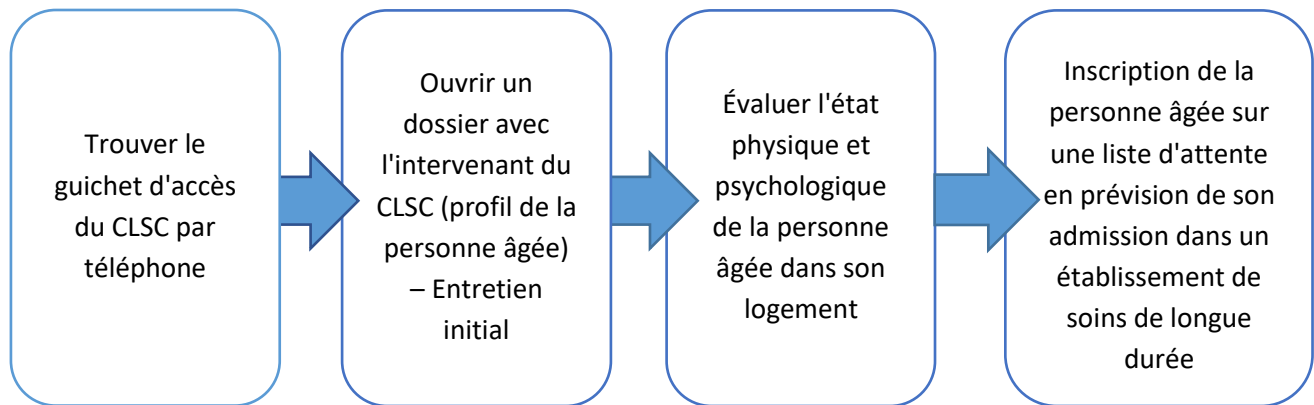 Trouver le
guichet d'accès
du CLSC par
téléphone
Ouvrir un
dossier avec
l'intervenant du
CLSC (profil de la
personne âgée)
– Entretien
initial
Évaluer l'état
physique et
psychologique
de la personne
âgée dans son
logement
Inscription de la
personne âgée sur
une liste d'attente
en prévision de son
admission dans un
établissement de
soins de longue
durée